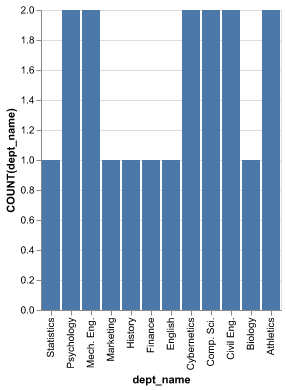 COUNT(dept_name)
2.0
1.8
1.6
1.4
1.2
1.0
0.8
0.6
0.4
0.2
0.0
Statistics
Psychology
Mech. Eng.
Marketing
History
Finance
English
Cybernetics
Comp. Sci.
Civil Eng.
Biology
Athletics
dept_name